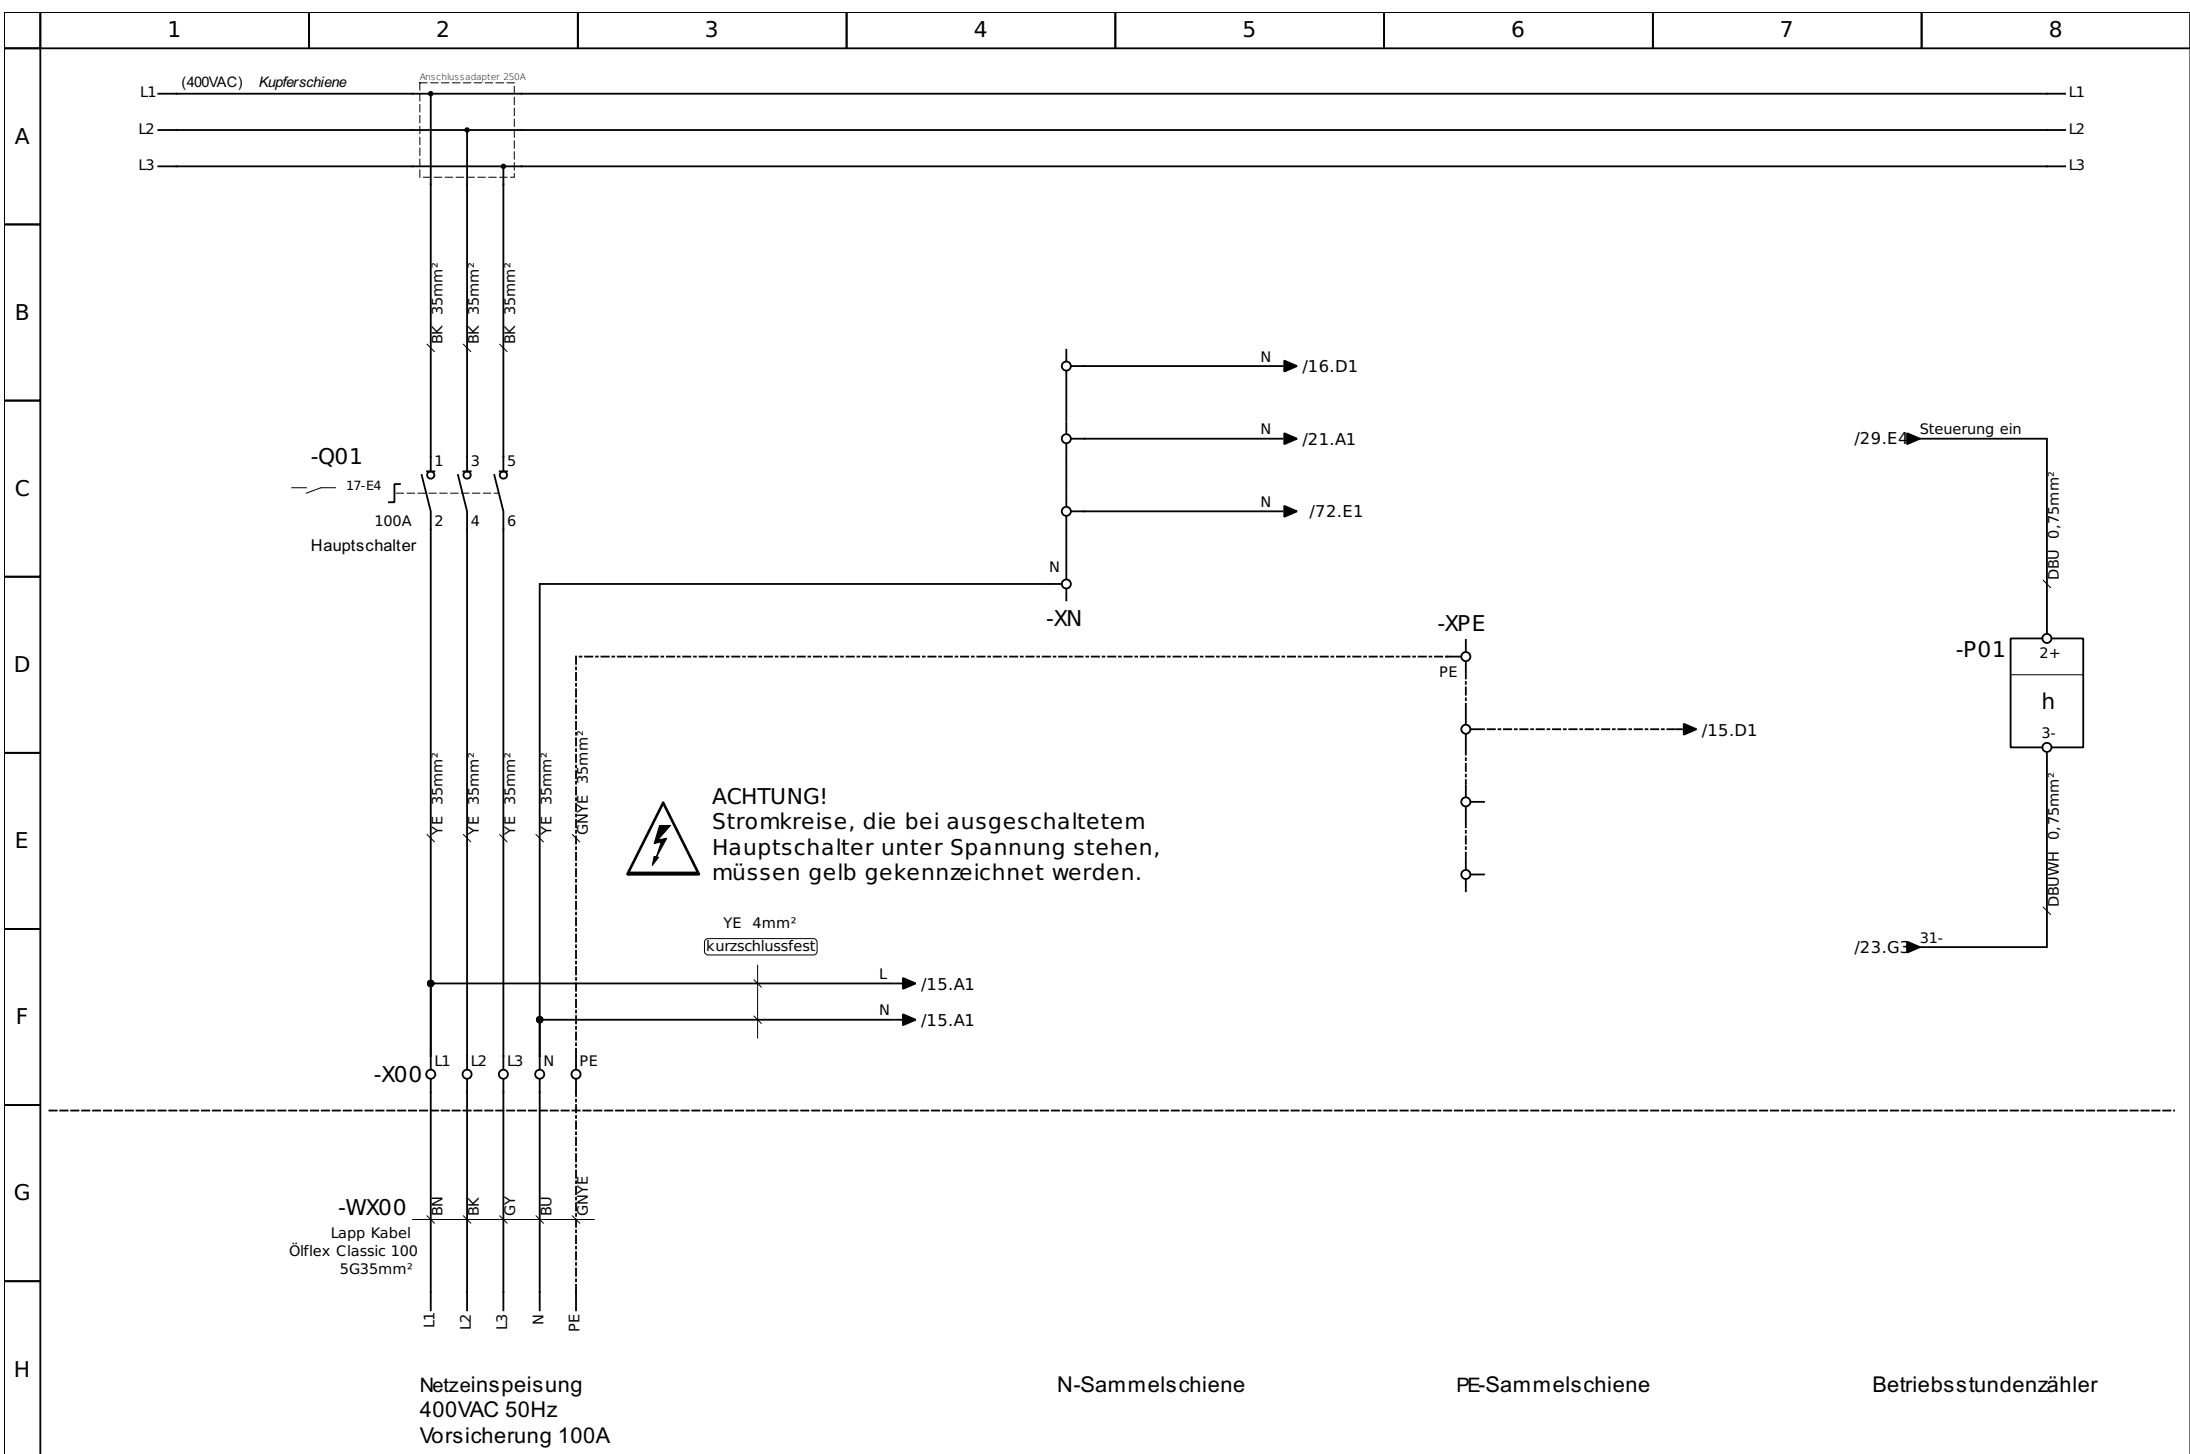 1 2 3 4 5 6 7 8
Anschlussadapter 250A
(400VAC) Kupferschiene
L1 L1
A
L2 L2
L3 L3
B
BK 35mm²
BK 35mm²
BK 35mm²
N /16.D1
N /21.A1
N /72.E1
N
-XN
/29.E4 Steuerung ein
DBU 0,75mm²
C
-Q01
1 3 5
17-E4
100A 2 4 6
Hauptschalter
D
-XPE
PE
/15.D1
-P01
2+
h
3-
E
YE 35mm²
YE 35mm²
YE 35mm²
YE 35mm²
GNYE 35mm²
ACHTUNG!
Stromkreise, die bei ausgeschaltetem
Hauptschalter unter Spannung stehen,
müssen gelb gekennzeichnet werden.
DBUWH 0,75mm²
YE 4mm²
kurzschlussfest
/23.G3 31-
L /15.A1
F
N /15.A1
L1 L2 L3 N PE
-X00
G
BN BK GY BU GNYE
-WX00
Lapp Kabel
Ölflex Classic 100
5G35mm²
L1 L2 L3 N PE
H
Netzeinspeisung
400VAC 50Hz
Vorsicherung 100A
N-Sammelschiene
PE-Sammelschiene
Betriebsstundenzähler